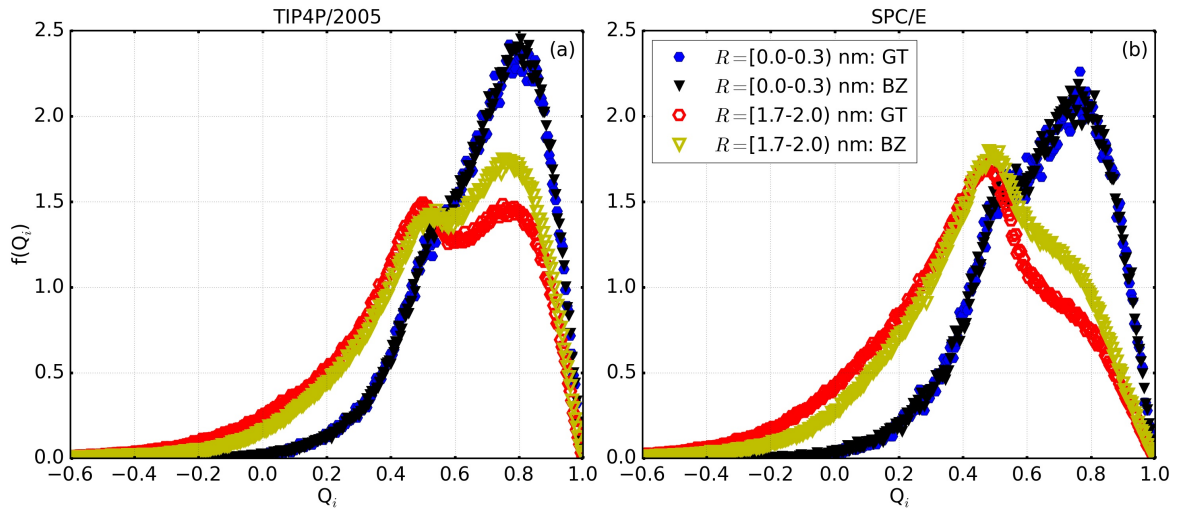 TIP4P/2005
SPC/E
(a)
(b)
R=[0.0-0.3) nm: GT
R=[0.0-0.3) nm: BZ
R=[1.7-2.0) nm: GT
R=[1.7-2.0) nm: BZ
f(Qi)
2.5
2.0
1.5
1.0
0.5
0.0
2.5
2.0
1.5
1.0
0.5
0.0
−0.6 −0.4 −0.2 0.0 0.2 0.4 0.6 0.8 1.0
−0.6 −0.4 −0.2 0.0 0.2 0.4 0.6 0.8 1.0
Qi
Qi